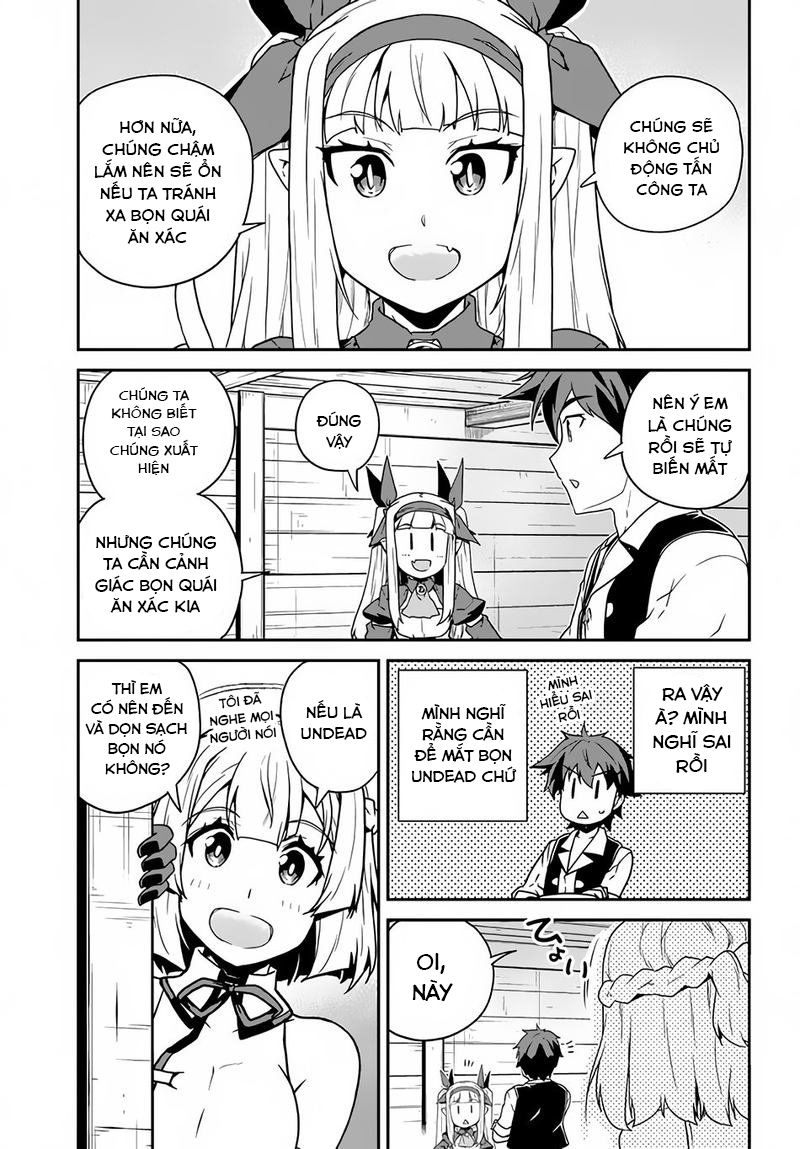 CHÚNG SẼ
KHÔNG CHỦ
ĐỘNG TẤN
CÔNG TA
HƠN NỮA,
CHÚNG CHẬM
LẮM NÊN SẼ ỔN
NẾU TA TRÁNH
XA BỌN QUÁI
ĂN XÁC
NÊN Ý EM
LÀ CHÚNG
RỒI SẼ TỰ
BIẾN MẤT
ĐÚNG
VẬY
CHÚNG TA
KHÔNG BIẾT
TẠI SAO
CHÚNG XUẤT
HIỆN
NHƯNG CHÚNG
TA CẦN CẢNH
GIÁC BỌN QUÁI
ĂN XÁC KIA
RA VẬY
À? MÌNH
NGHĨ SAI
RỒI
MÌNH
HIỂU SAI
RỒI
MÌNH NGHĨ
RẰNG CẦN
ĐỂ MẮT BỌN
UNDEAD CHỨ
ひょい
OI,
NÀY
NẾU LÀ
UNDEAD
TÔI ĐÃ
NGHE MỌI
NGƯỜI NÓI
THÌ EM
CÓ NÊN ĐẾN
VÀ DỌN SẠCH
BỌN NÓ
KHÔNG?